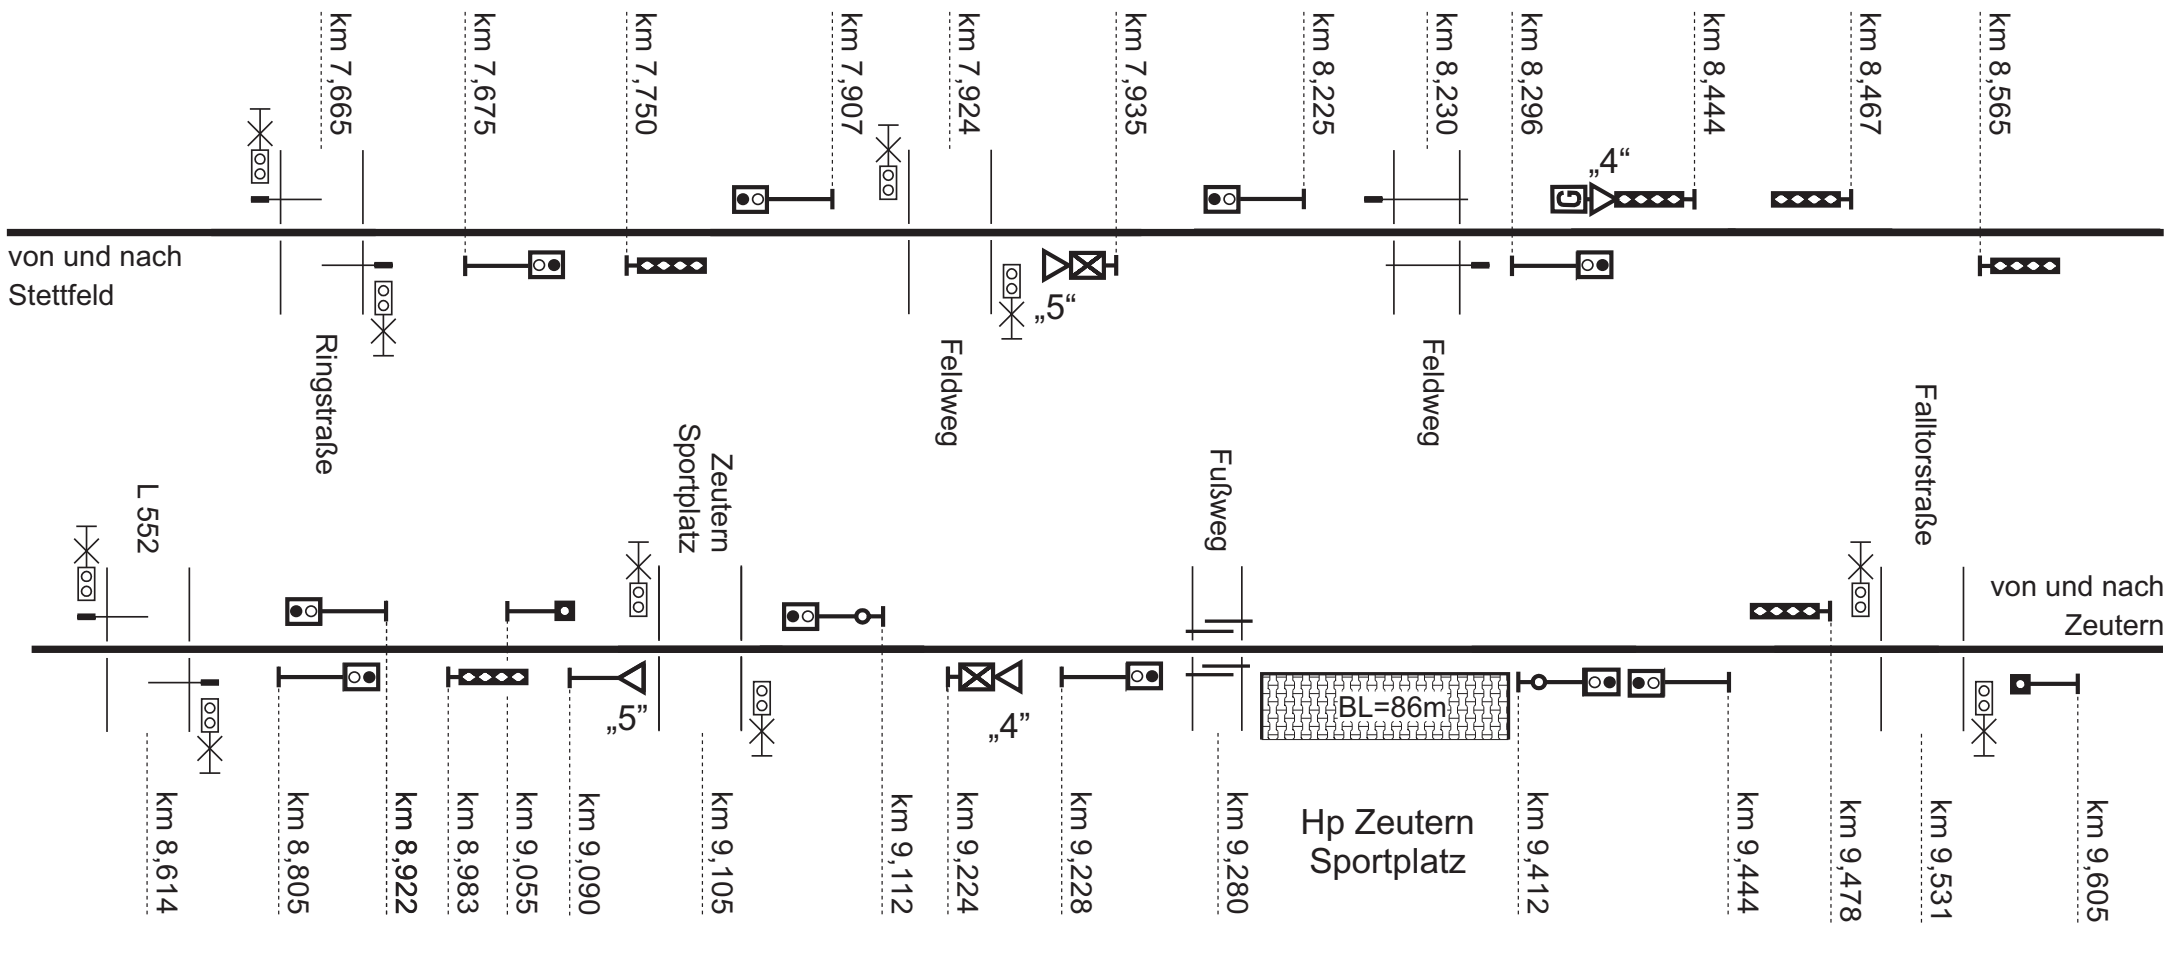 km 7,665
km 7,675
km 7,750
km 7,907
km 7,924
km 7,935
km 8,225
km 8,230
km 8,296
km 8,444
km 8,467
km 8,565
„4“
G
von und nach
Stettfeld
„5“
Ringstraße
Feldweg
Feldweg
L 552
Zeutern
Sportplatz
Fußweg
Falltorstraße
von und nach
Zeutern
„5”
„4”
BL=86m
Hp Zeutern
Sportplatz
km 8,614
km 8,805
km 8,922
km 8,983
km 9,055
km 9,090
km 9,105
km 9,112
km 9,224
km 9,228
km 9,280
km 9,412
km 9,444
km 9,478
km 9,531
km 9,605